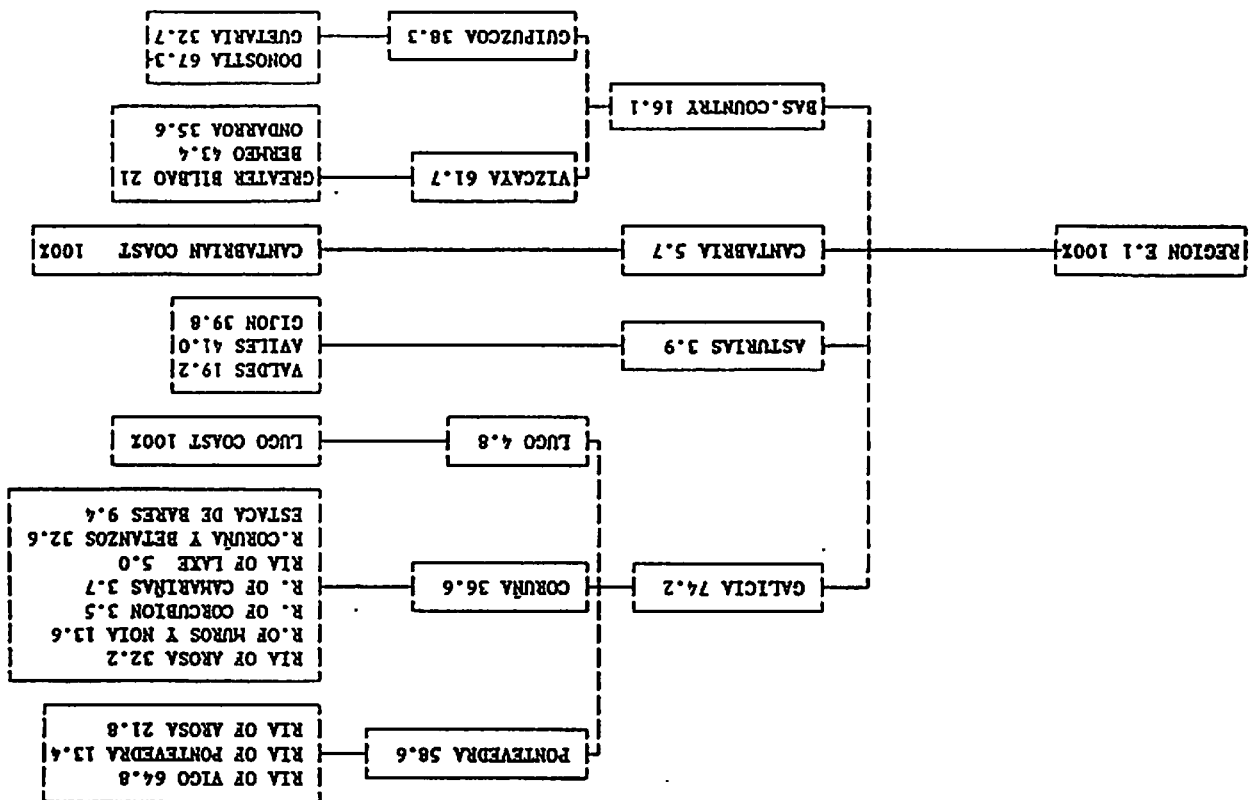 PONTEVEDRA 58.6
RIA OF VIGO 64.8
RIA OF PONTEVEDRA 13.4
RIA OF AROSA 21.8
GALICIA 74.2
CORUÑA 36.6
RIA OF AROSA 32.2
R.OF MUROS Y NOIA 13.6
R. OF CORCUBION 3.5
R. OF CAMARIÑAS 3.7
RIA OF LAXE 5.0
R.CORUÑA Y BETANZOS 32.6
ESTACA DE BARES 9.4
LUGO 4.8
LUGO COAST 100%
ASTURIAS 3.9
VALDES 19.2
AVILES 41.0
GIJON 39.8
REGION E.1 100%
CANTABRIA 5.7
CANTABRIAN COAST 100%
BAS.COUNTRY 16.1
VIZCAYA 61.7
GREATER BILBAO 21
BERMEO 43.4
ONDARROA 35.6
GUIPUZCOA 38.3
DONOSTIA 67.3
GUETARIA 32.7